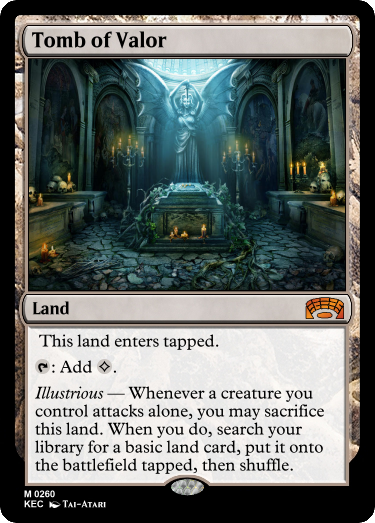 Tomb of Valor
Land
This land enters tapped.
: Add .
Illustrious — Whenever a creature you
control attacks alone, you may sacrifice
this land. When you do, search your
library for a basic land card, put it onto
the battlefield tapped, then shuffle.
M 0260
KEC Tai-Atari